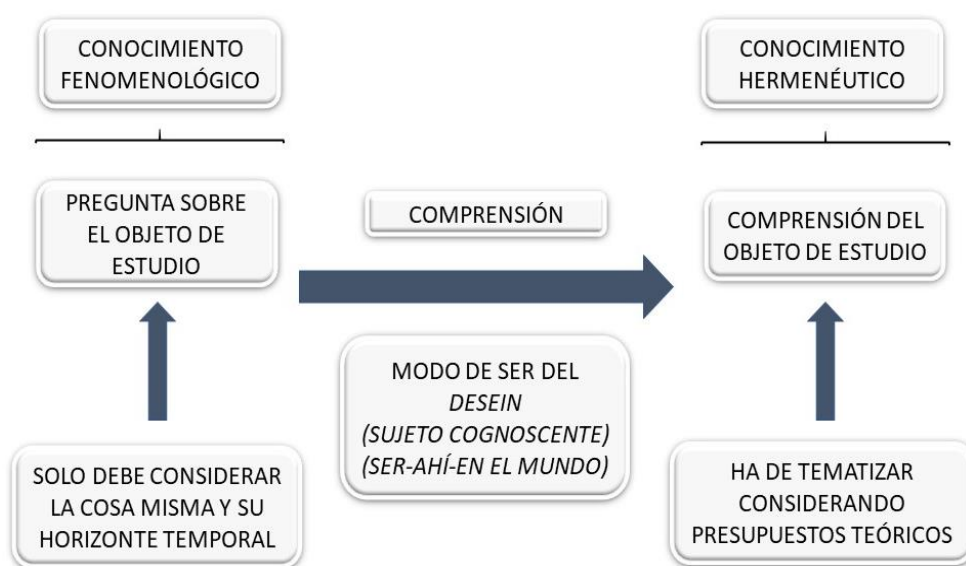 CONOCIMIENTO
FENOMENOLÓGICO
CONOCIMIENTO
HERMENÉUTICO
PREGUNTA SOBRE
EL OBJETO DE
ESTUDIO
COMPRENSIÓN
COMPRENSIÓN DEL
OBJETO DE ESTUDIO
MODO DE SER DEL
DESEIN
(SUJETO COGNOSCENTE)
(SER-AHÍ-EN EL MUNDO)
SOLO DEBE CONSIDERAR
LA COSA MISMA Y SU
HORIZONTE TEMPORAL
HA DE TEMATIZAR
CONSIDERANDO
PRESUPUESTOS TEÓRICOS